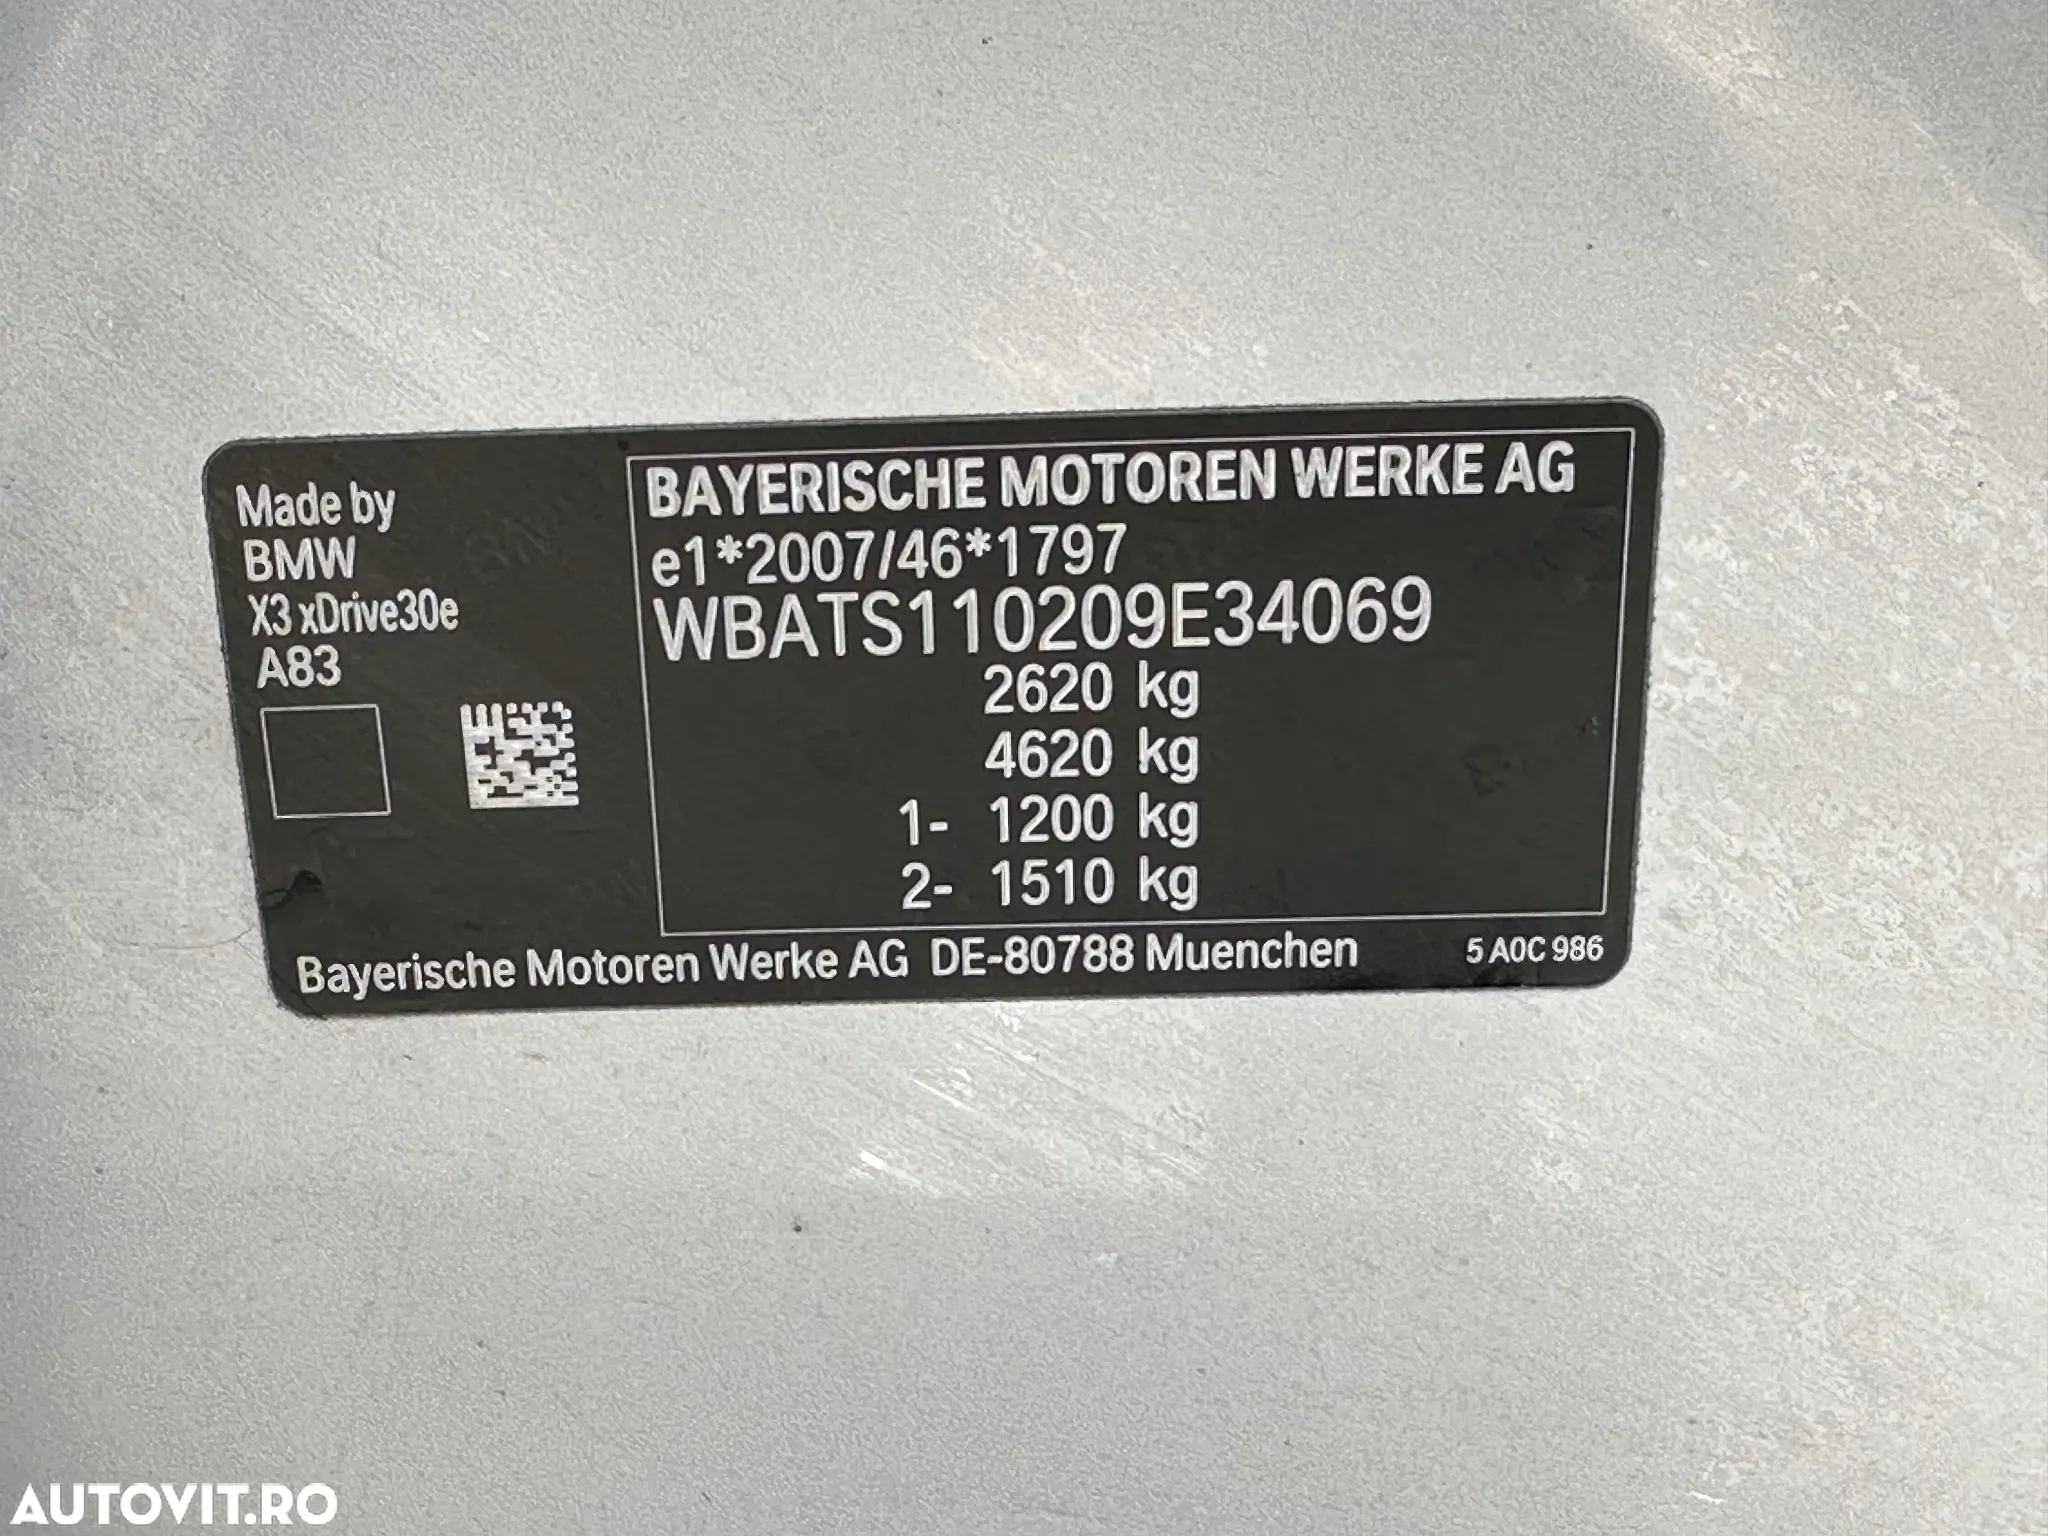 Made by
BMW
X3 xDrive30e
A83
BAYERISCHE MOTOREN WERKE AG
e1*2007/46*1797
WBATS110209E34069
2620 kg
4620 kg
1- 1200 kg
2- 1510 kg
Bayerische Motoren Werke AG DE-80788 Muenchen 5 A0C 986
AUTOVIT.RO